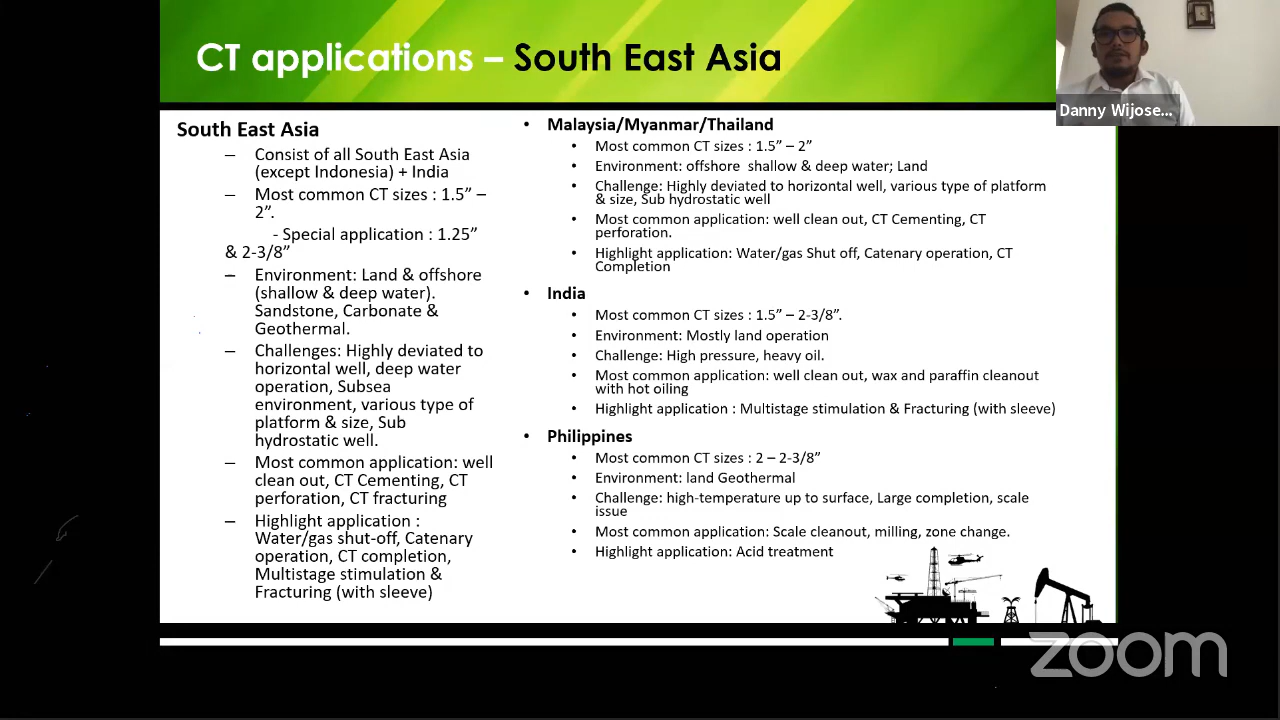 CT applications – South East Asia
Danny Wijose...
South East Asia
– Consist of all South East Asia
(except Indonesia) + India
– Most common CT sizes : 1.5” –
2”.
- Special application : 1.25”
& 2-3/8”
– Environment: Land & offshore
(shallow & deep water).
Sandstone, Carbonate &
Geothermal.
– Challenges: Highly deviated to
horizontal well, deep water
operation, Subsea
environment, various type of
platform & size, Sub
hydrostatic well.
– Most common application: well
clean out, CT Cementing, CT
perforation, CT fracturing
– Highlight application :
Water/gas shut-off, Catenary
operation, CT completion,
Multistage stimulation &
Fracturing (with sleeve)
• Malaysia/Myanmar/Thailand
• Most common CT sizes : 1.5” – 2”
• Environment: offshore shallow & deep water; Land
• Challenge: Highly deviated to horizontal well, various type of platform
& size, Sub hydrostatic well
• Most common application: well clean out, CT Cementing, CT
perforation.
• Highlight application: Water/gas Shut off, Catenary operation, CT
Completion
• India
• Most common CT sizes : 1.5” – 2-3/8”.
• Environment: Mostly land operation
• Challenge: High pressure, heavy oil.
• Most common application: well clean out, wax and paraffin cleanout
with hot oiling
• Highlight application : Multistage stimulation & Fracturing (with sleeve)
• Philippines
• Most common CT sizes : 2 – 2-3/8”
• Environment: land Geothermal
• Challenge: high-temperature up to surface, Large completion, scale
issue
• Most common application: Scale cleanout, milling, zone change.
• Highlight application: Acid treatment
zoom